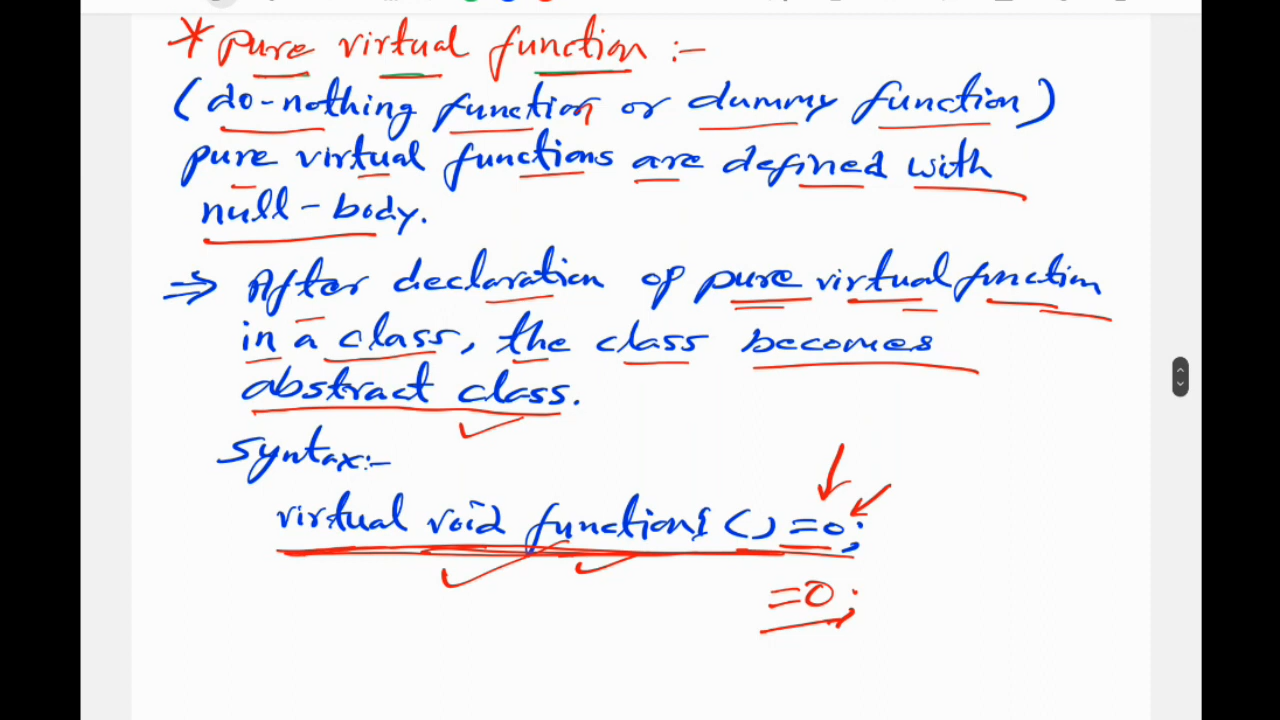 * Pure virtual function :-
(do-nothing function or dummy function)
pure virtual functions are defined with
null-body.
⇒ After declaration of pure virtual function
in a class, the class becomes
abstract class.
Syntax:-
virtual void function1 () =0;
=0;